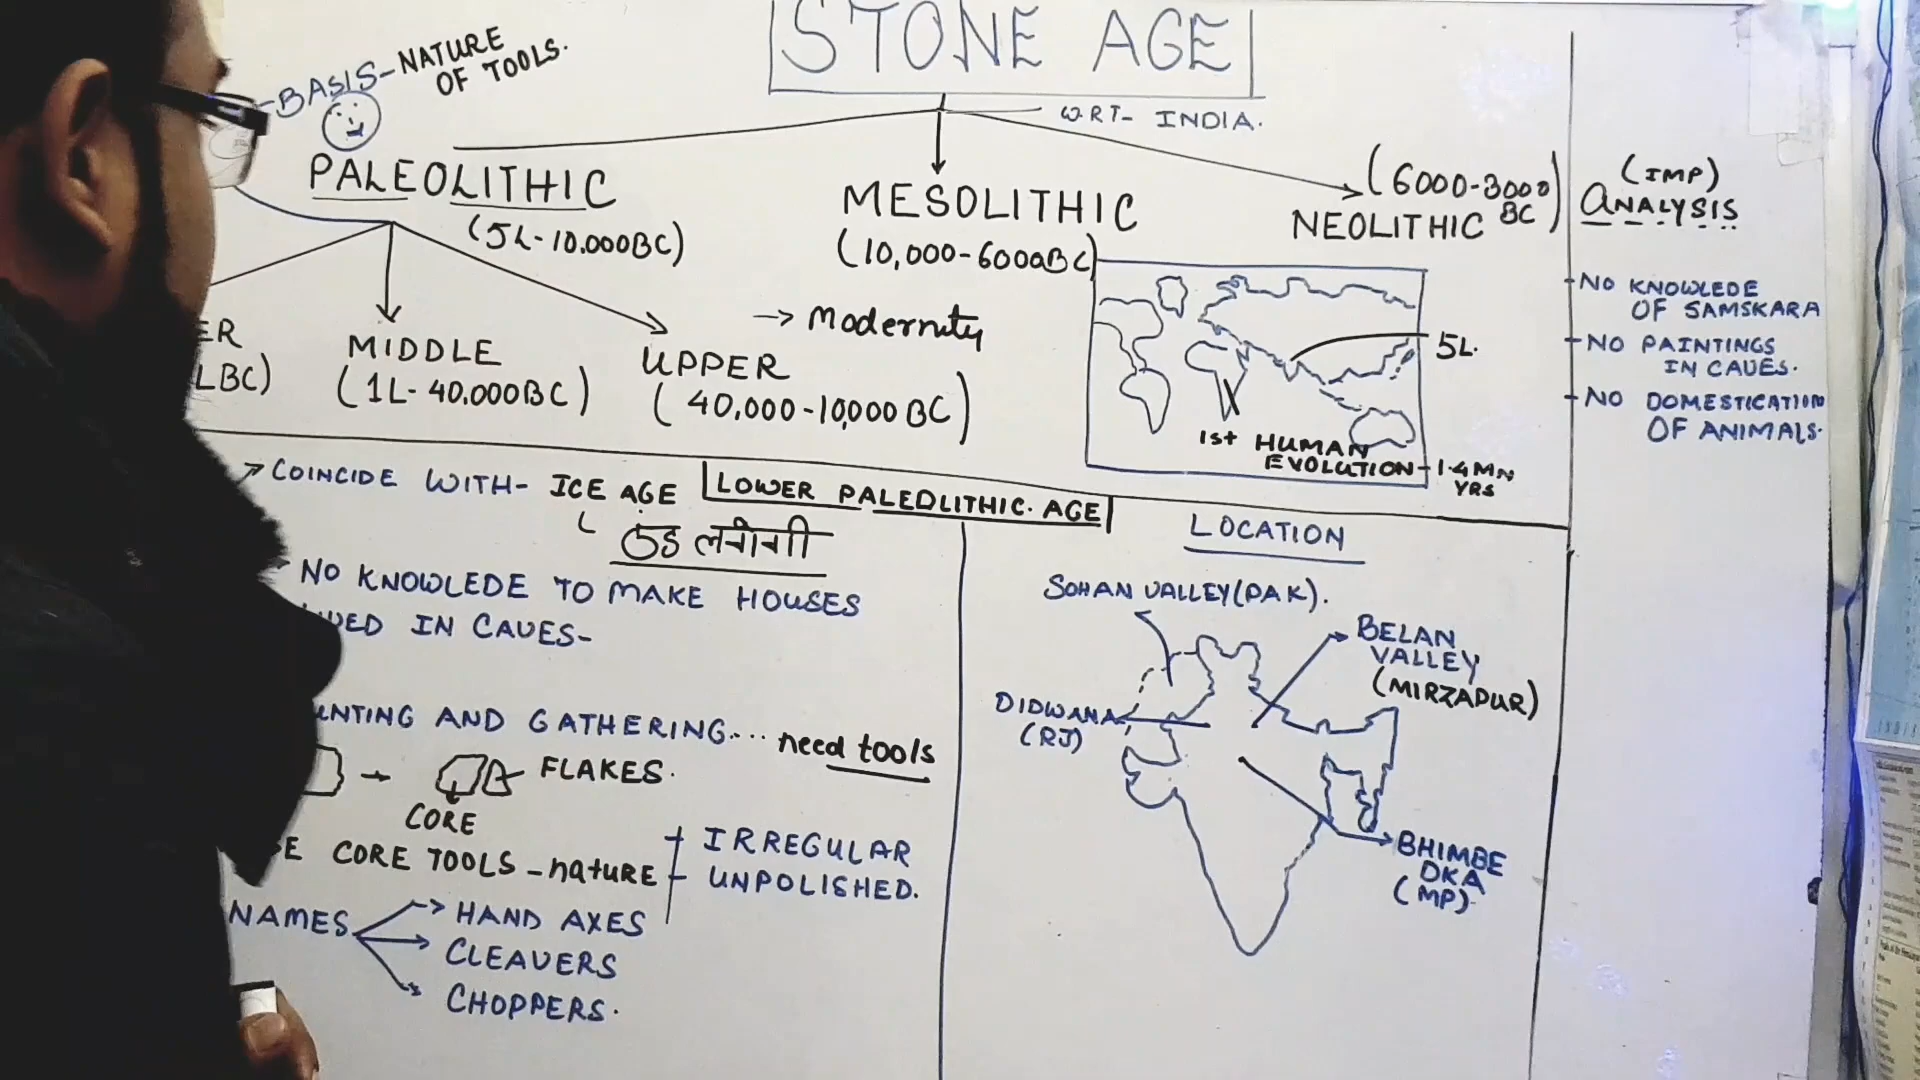 STONE AGE
BASIS-NATURE
OF TOOLS.
WRT- INDIA.
PALEOLITHIC
(5L-10.000BC)
MESOLITHIC
(10,000-6000BC)
(6000-3000
BC)
NEOLITHIC
ER
LBC)
MIDDLE
(1L-40.000BC)
UPPER
(40,000-10,000 BC)
→ Modernity
5L.
1st HUMAN
EVOLUTION-1.4MN
YRS
(IMP)
ANALYSIS
-NO KNOWLEDE
OF SAMSKARA
-NO PAINTINGS
IN CAVES.
-NO DOMESTICATION
OF ANIMALS.
COINCIDE WITH- ICE AGE
LOWER PALEOLITHIC. AGE
NO KNOWLEDE TO MAKE HOUSES
IN CAVES-
UNTING AND GATHERING... need tools
FLAKES.
CORE
E CORE TOOLS - nature
- IRREGULAR
- UNPOLISHED.
NAMES
HAND AXES
CLEAVERS
CHOPPERS.
LOCATION
SOHAN VALLEY(PAK).
BELAN
VALLEY
(MIRZAPUR)
DIDWANA
(RJ)
BHIMBE
DKA
(MP).